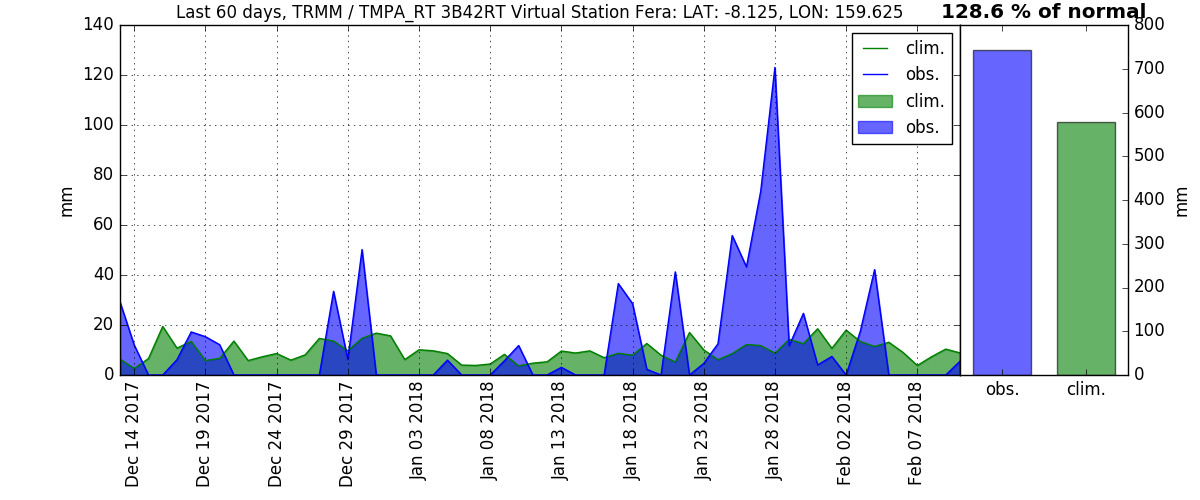 Last 60 days, TRMM / TMPA_RT 3B42RT Virtual Station Fera: LAT: -8.125, LON: 159.625
128.6 % of normal
140
120
100
80
60
40
20
0
mm
clim.
obs.
clim.
obs.
Dec 14 2017
Dec 19 2017
Dec 24 2017
Dec 29 2017
Jan 03 2018
Jan 08 2018
Jan 13 2018
Jan 18 2018
Jan 23 2018
Jan 28 2018
Feb 02 2018
Feb 07 2018
800
700
600
500
400
300
200
100
0
mm
obs.
clim.